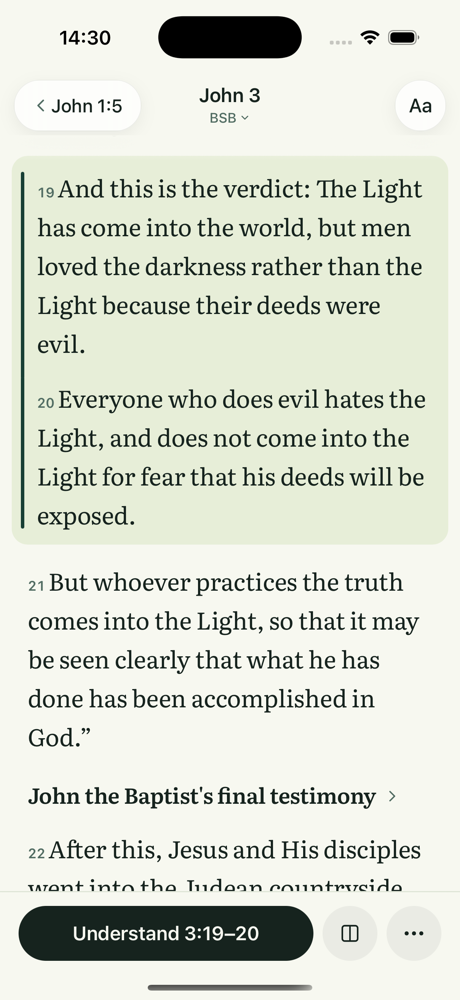 14:30
John 1:5
John 3
BSB
Aa
19 And this is the verdict: The Light
has come into the world, but men
loved the darkness rather than the
Light because their deeds were
evil.
20 Everyone who does evil hates the
Light, and does not come into the
Light for fear that his deeds will be
exposed.
21 But whoever practices the truth
comes into the Light, so that it may
be seen clearly that what he has
done has been accomplished in
God.”
John the Baptist's final testimony
22 After this, Jesus and His disciples
went into the Judean countryside
Understand 3:19–20